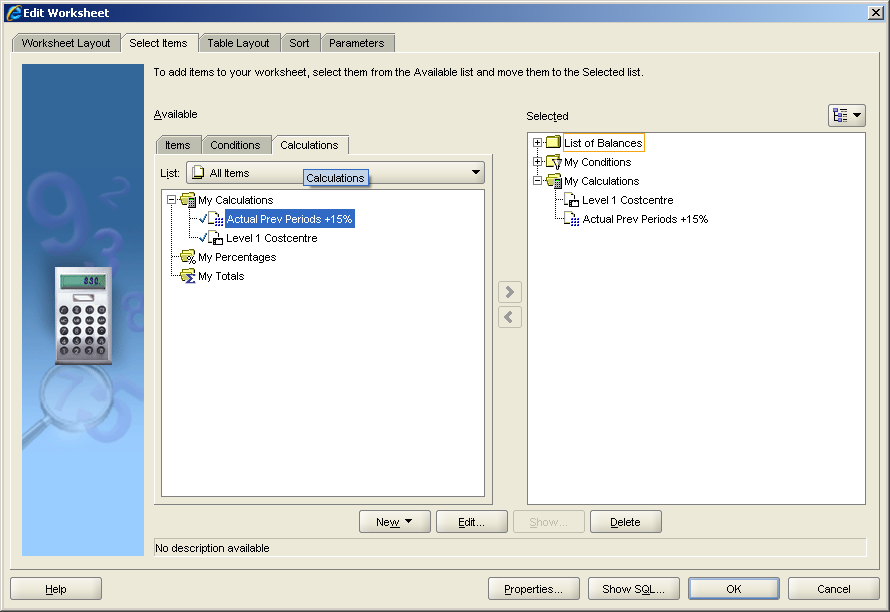 Edit Worksheet
Worksheet Layout
Select Items
Table Layout
Sort
Parameters
To add items to your worksheet, select them from the Available list and move them to the Selected list.
Available
Items
Conditions
Calculations
List:
All Items
Calculations
My Calculations
Actual Prev Periods +15%
Level 1 Costcentre
My Percentages
My Totals
Selected
List of Balances
My Conditions
My Calculations
Level 1 Costcentre
Actual Prev Periods +15%
New
Edit...
Show...
Delete
No description available
Help
Properties...
Show SQL...
OK
Cancel